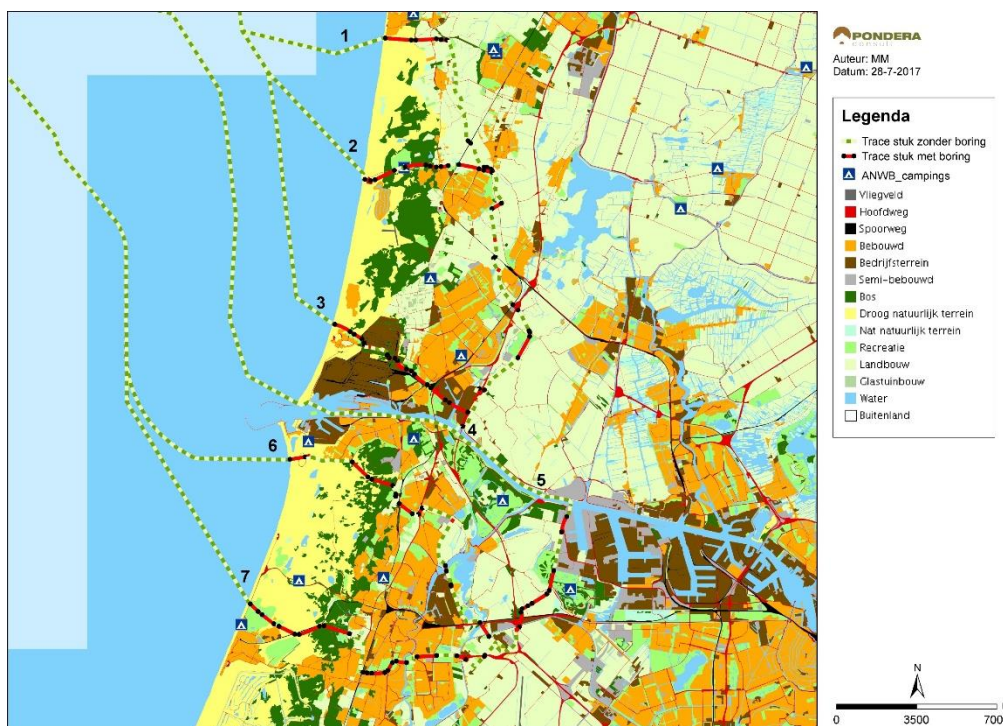 1
2
3
4
5
6
7
PONDERA
consult
Auteur: MM
Datum: 28-7-2017
Legenda
Trace stuk zonder boring
Trace stuk met boring
ANWB_campings
Vliegveld
Hoofdweg
Spoorweg
Bebouwd
Bedrijfsterrein
Semi-bebouwd
Bos
Droog natuurlijk terrein
Nat natuurlijk terrein
Recreatie
Landbouw
Glastuinbouw
Water
Buitenland
N
0 3500